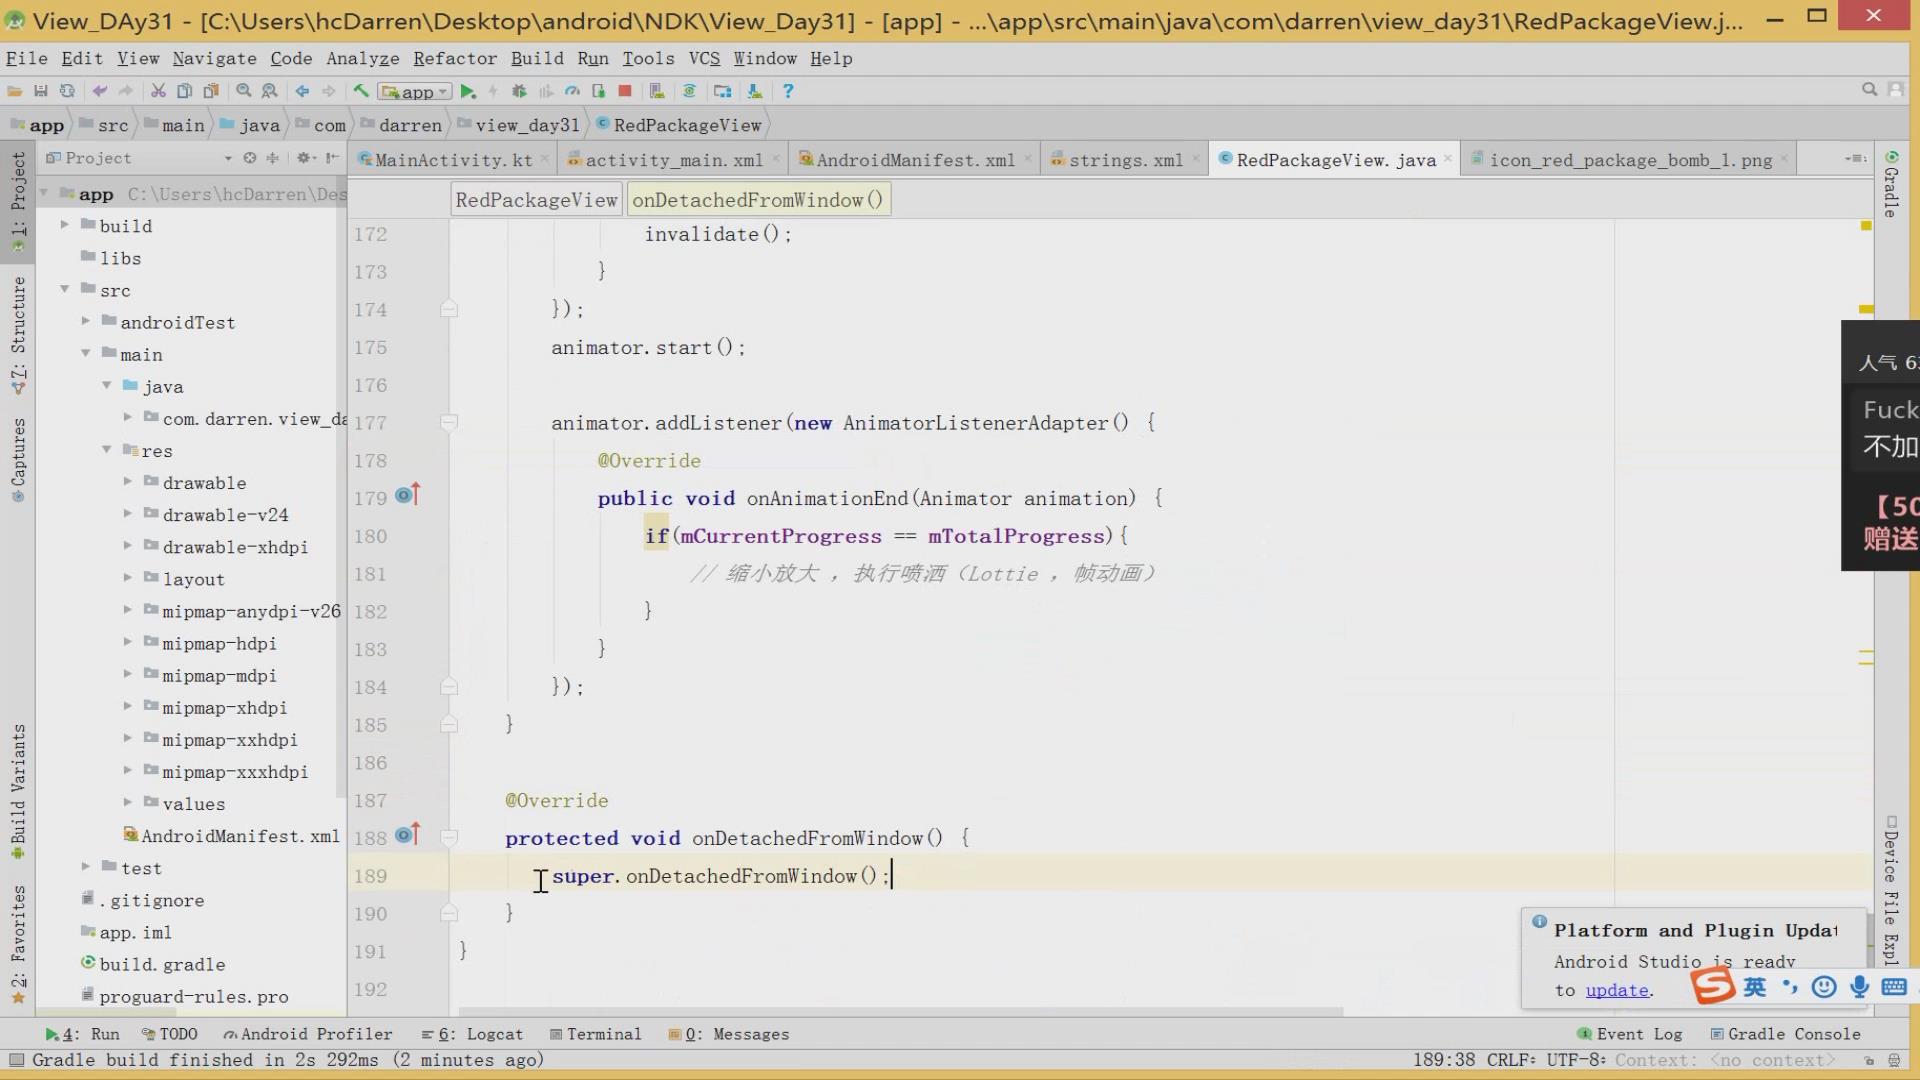 View_DAy31 - [C:\Users\hcDarren\Desktop\android\NDK\View_Day31] - [app] - ...\app\src\main\java\com\darren\view_day31\RedPackageView.j...
File Edit View Navigate Code Analyze Refactor Build Run Tools VCS Window Help
app
app src main java com darren view_day31 RedPackageView
Project
MainActivity.kt activity_main.xml AndroidManifest.xml strings.xml RedPackageView.java icon_red_package_bomb_1.png
RedPackageView onDetachedFromWindow()
1: Project
7: Structure
Captures
Build Variants
2: Favorites
app C:\Users\hcDarren\Des
build
libs
src
androidTest
main
java
com.darren.view_da
res
drawable
drawable-v24
drawable-xhdpi
layout
mipmap-anydpi-v26
mipmap-hdpi
mipmap-mdpi
mipmap-xhdpi
mipmap-xxhdpi
mipmap-xxxhdpi
values
AndroidManifest.xml
test
.gitignore
app.iml
build.gradle
proguard-rules.pro
172 invalidate();
173 }
174 });
175 animator.start();
176
177 animator.addListener(new AnimatorListenerAdapter() {
178 @Override
179 public void onAnimationEnd(Animator animation) {
180 if(mCurrentProgress == mTotalProgress){
181 // 缩小放大 ，执行喷洒（Lottie ，帧动画）
182 }
183 }
184 });
185 }
186
187 @Override
188 protected void onDetachedFromWindow() {
189 super.onDetachedFromWindow();
190 }
191 }
192
Gradle
Device File Expl
人气 63
Fuck
不加
【50
赠送
Platform and Plugin Updat
Android Studio is ready
to update.
英
4: Run TODO Android Profiler 6: Logcat Terminal 0: Messages Event Log Gradle Console
Gradle build finished in 2s 292ms (2 minutes ago) 189:38 CRLF÷ UTF-8÷ Context: <no context>